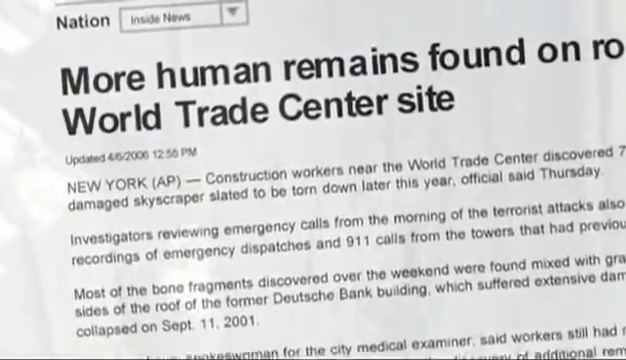 Nation Inside News
More human remains found on ro
World Trade Center site
Updated 4/6/2006 12:55 PM
NEW YORK (AP) — Construction workers near the World Trade Center discovered 7
damaged skyscraper slated to be torn down later this year, official said Thursday.
Investigators reviewing emergency calls from the morning of the terrorist attacks also
recordings of emergency dispatches and 911 calls from the towers that had previou
Most of the bone fragments discovered over the weekend were found mixed with gra
sides of the roof of the former Deutsche Bank building, which suffered extensive dam
collapsed on Sept. 11, 2001.
spokeswoman for the city medical examiner, said workers still had
of additional rem